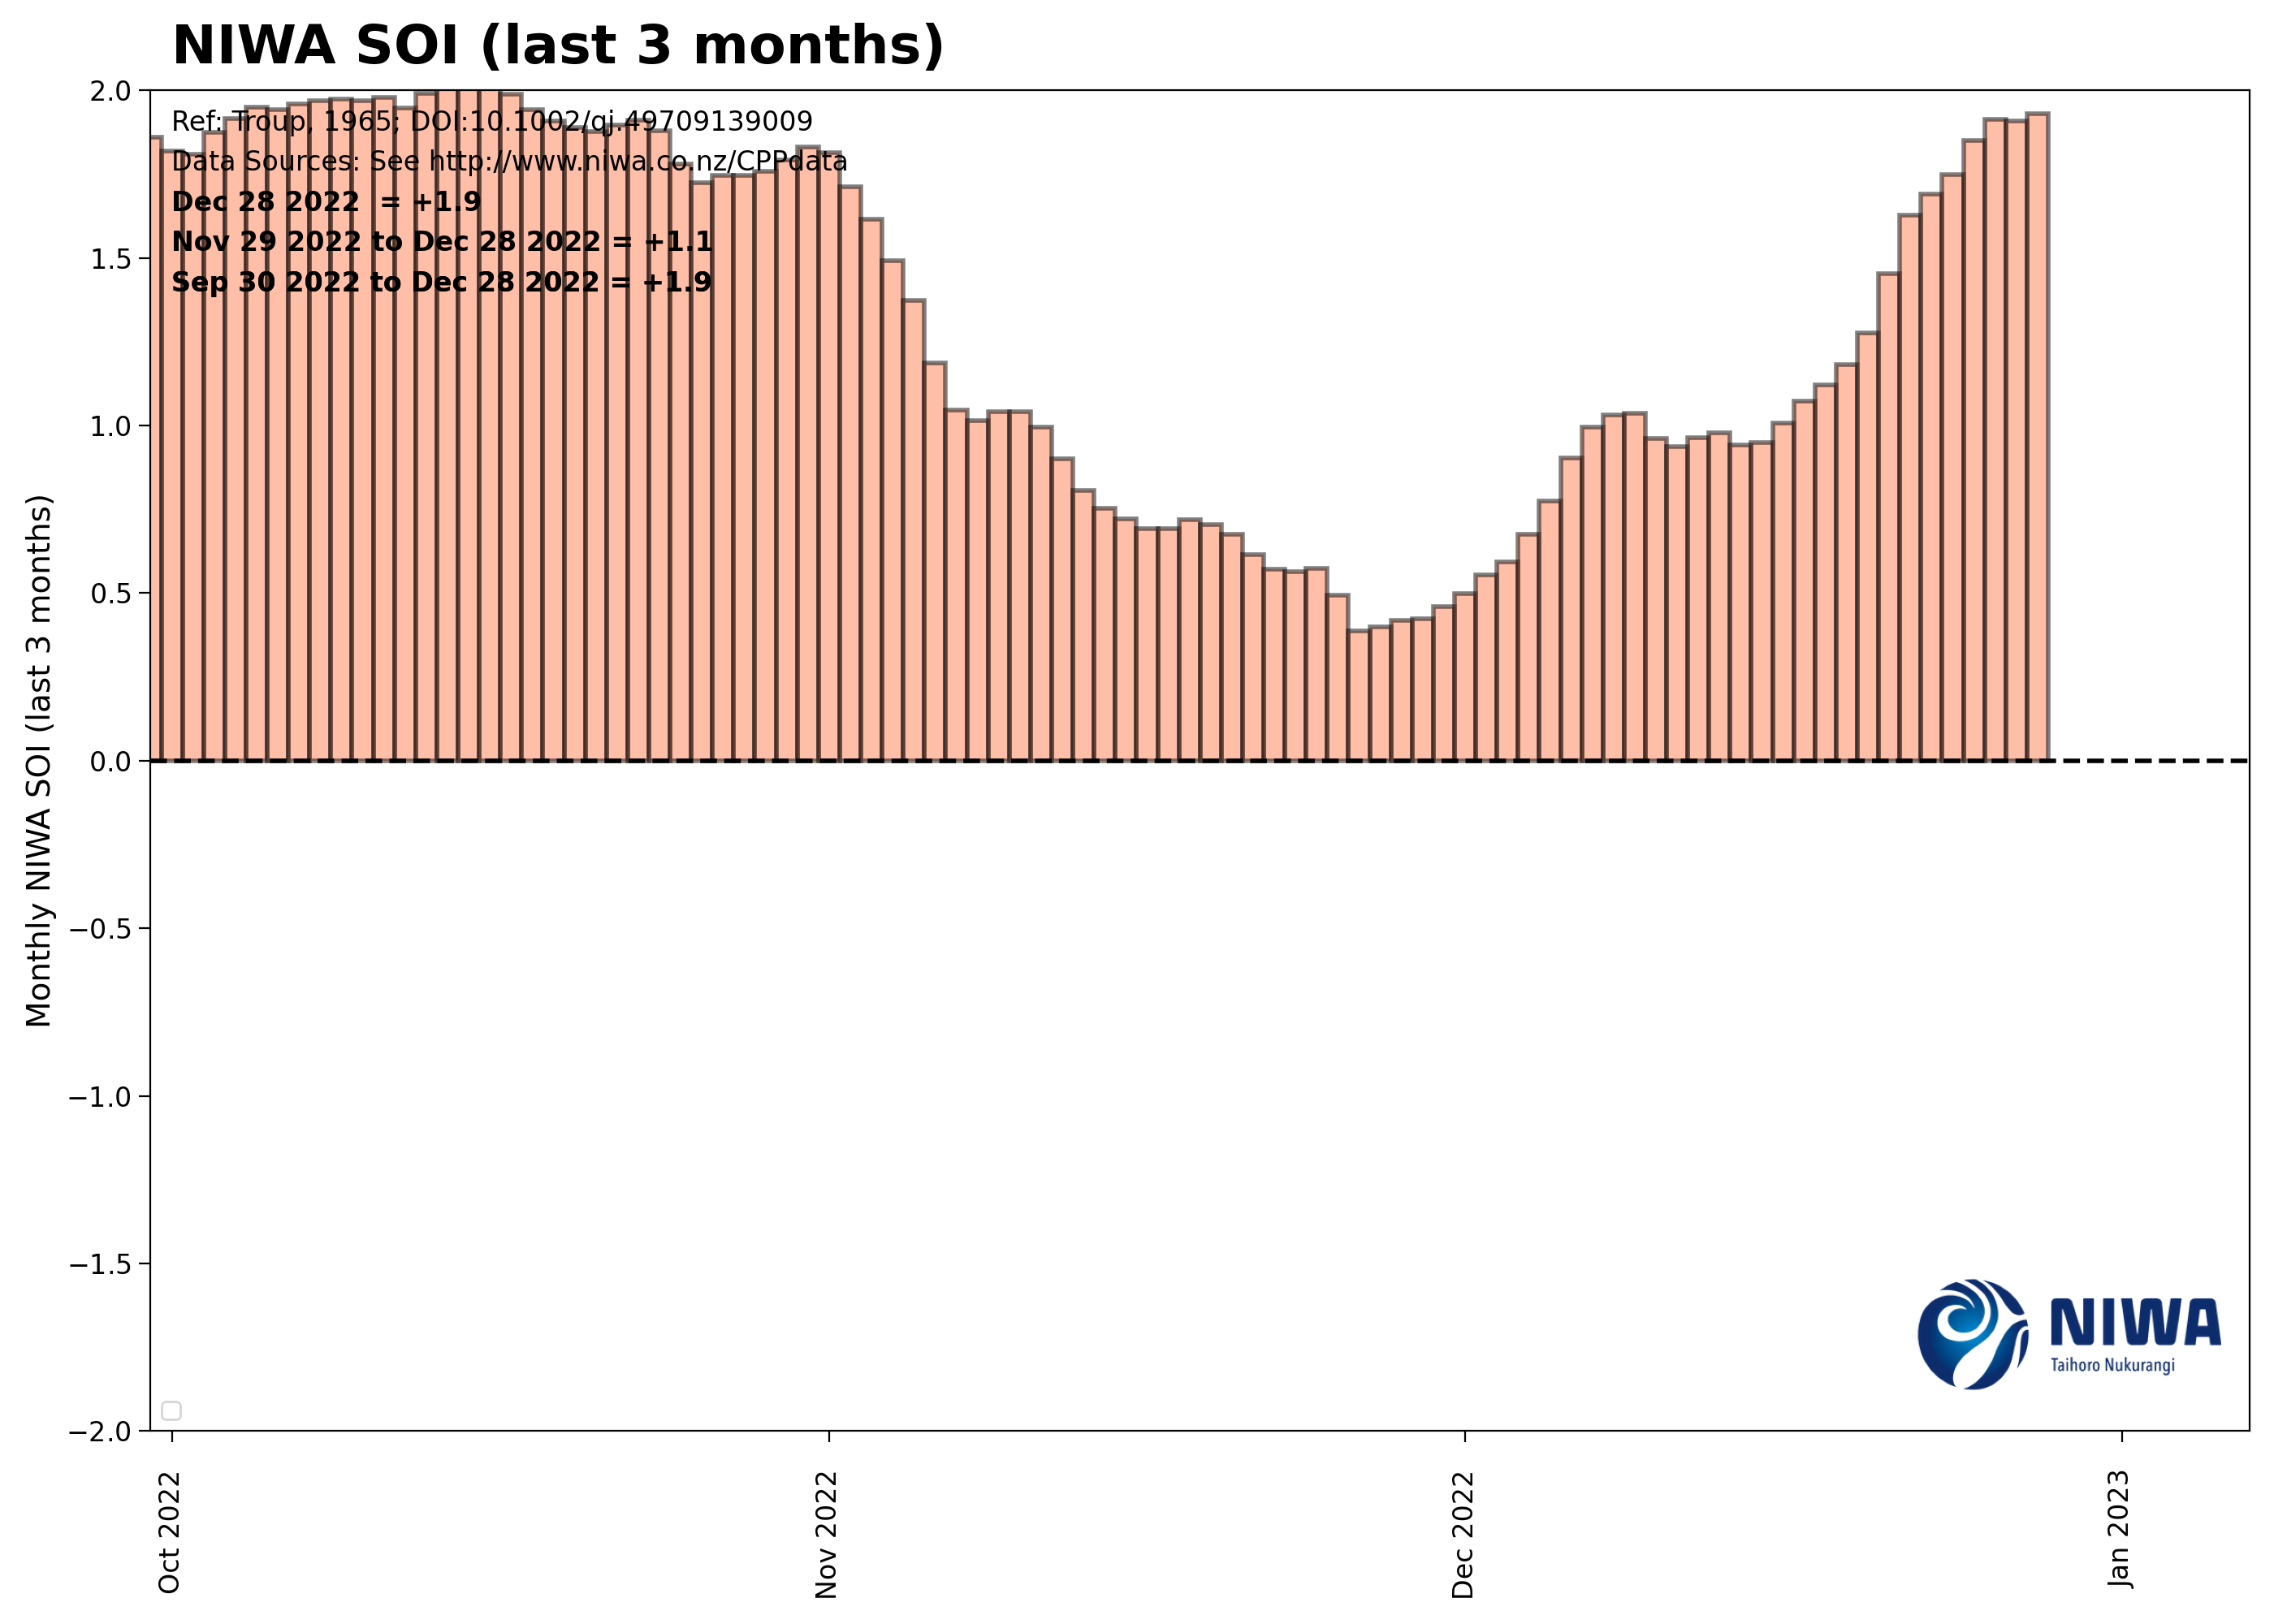 NIWA SOI (last 3 months)
Ref: Troup, 1965; DOI:10.1002/qj.49709139009
Data Sources: See http://www.niwa.co.nz/CPPdata
Dec 28 2022  = +1.9
Nov 29 2022 to Dec 28 2022 = +1.1
Sep 30 2022 to Dec 28 2022 = +1.9
Monthly NIWA SOI (last 3 months)
2.0
1.5
1.0
0.5
0.0
−0.5
−1.0
−1.5
−2.0
Oct 2022
Nov 2022
Dec 2022
Jan 2023
NIWA
Taihoro Nukurangi